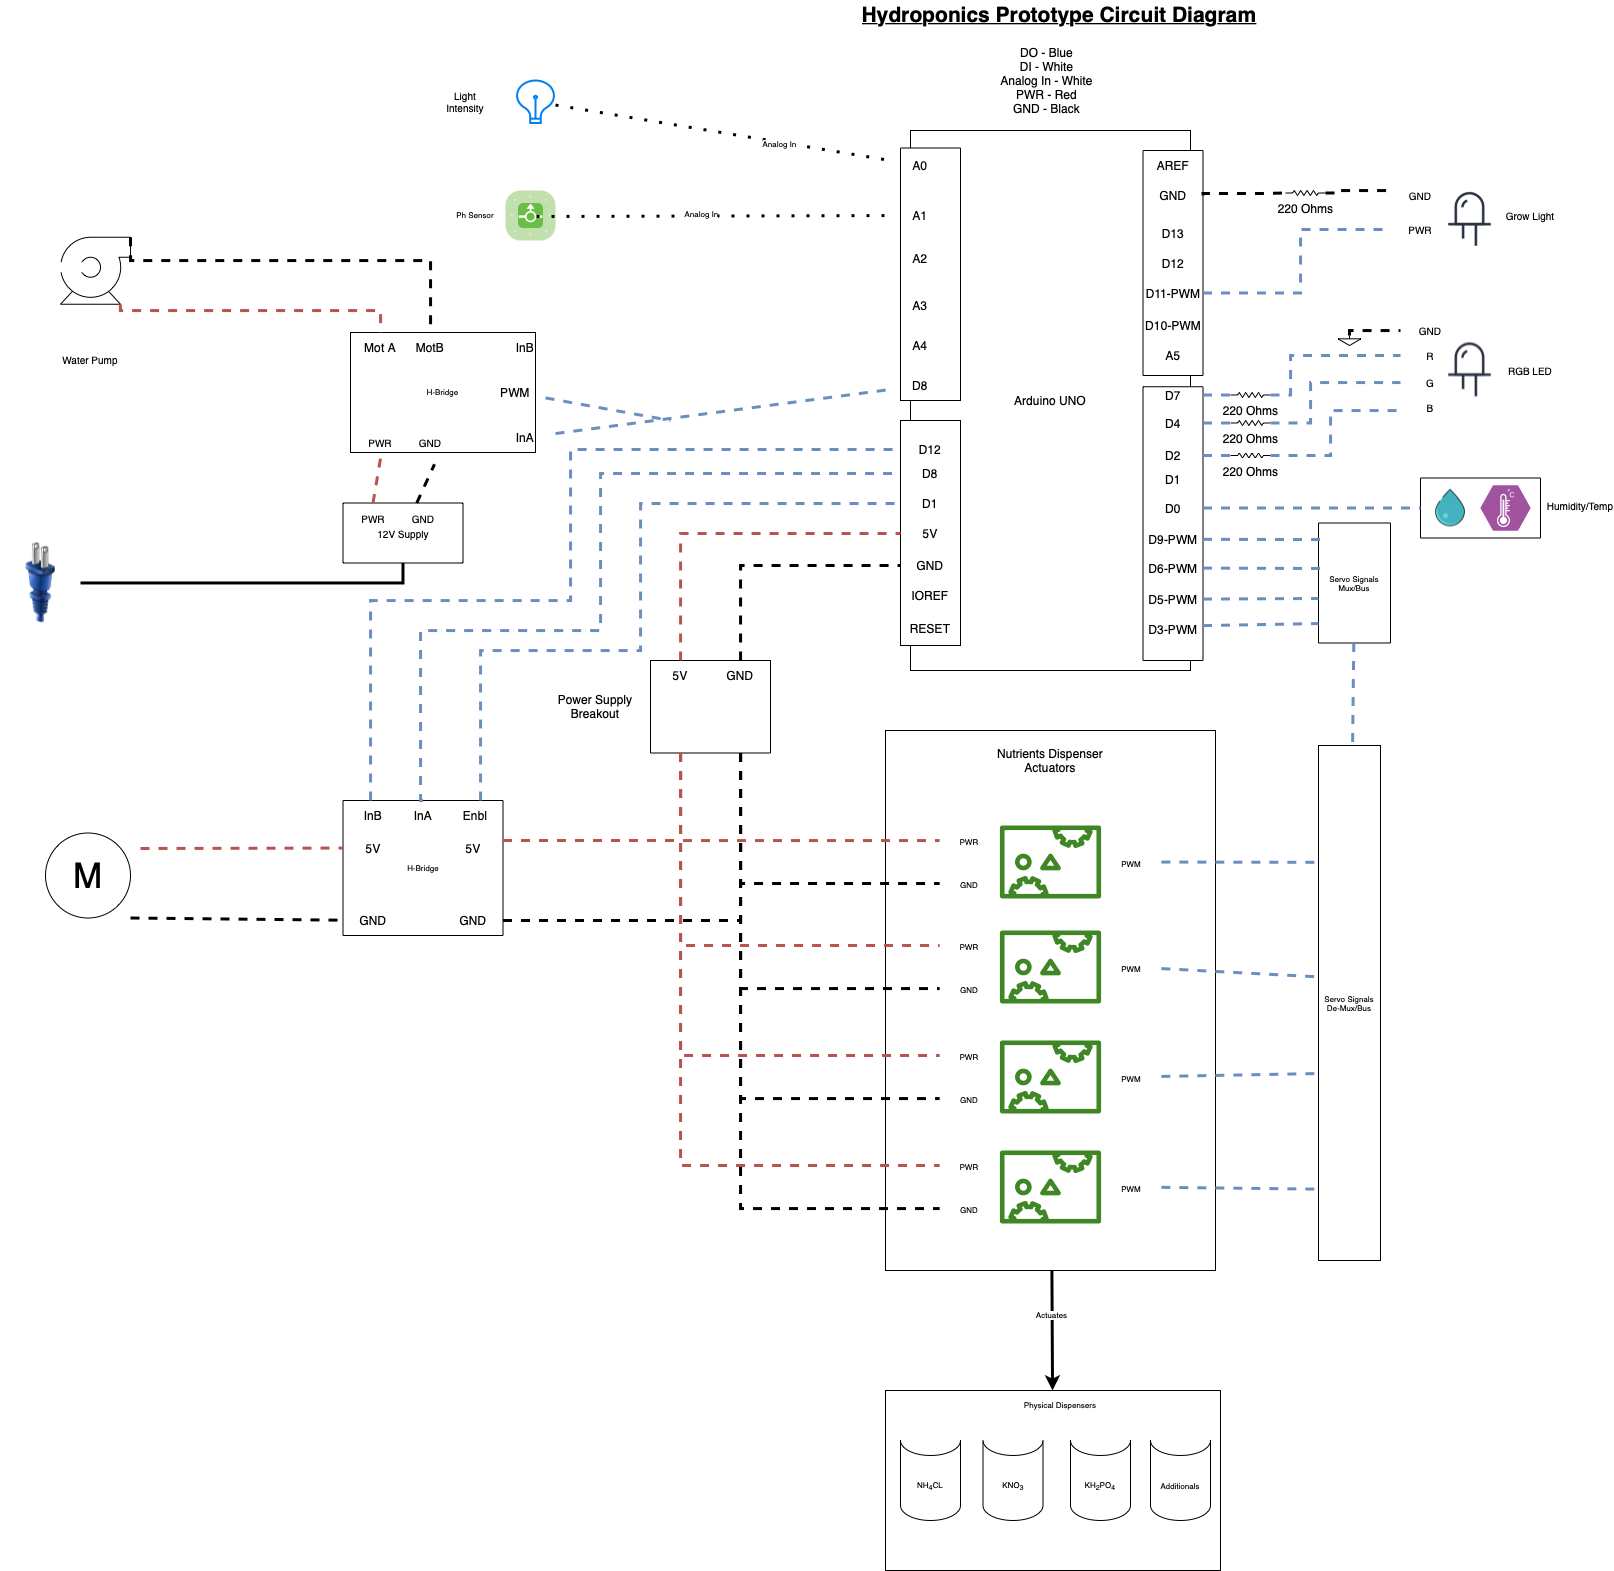 Hydroponics Prototype Circuit Diagram
DO - Blue
DI - White
Analog In - White
PWR - Red
GND - Black
Light
Intensity
Analog In
Ph Sensor
Analog In
Water Pump
Mot A
MotB
InB
H-Bridge
PWM
InA
PWR
GND
PWR
GND
12V Supply
A0
A1
A2
A3
A4
D8
D12
D8
D1
5V
GND
IOREF
RESET
Arduino UNO
AREF
GND
D13
D12
D11-PWM
D10-PWM
A5
D7
D4
D2
D1
D0
D9-PWM
D6-PWM
D5-PWM
D3-PWM
220 Ohms
GND
PWR
Grow Light
220 Ohms
220 Ohms
220 Ohms
GND
R
G
B
RGB LED
°C
Humidity/Temp
Servo Signals
Mux/Bus
Power Supply
Breakout
5V
GND
M
InB
InA
Enbl
5V
5V
H-Bridge
GND
GND
Nutrients Dispenser
Actuators
PWR
GND
PWM
PWR
GND
PWM
PWR
GND
PWM
PWR
GND
PWM
Servo Signals
De-Mux/Bus
Actuates
Physical Dispensers
NH₄CL
KNO₃
KH₂PO₄
Additionals